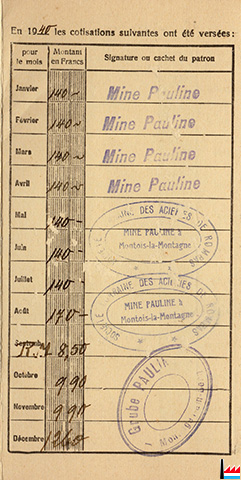 En 1940 les cotisations suivantes ont été versées :
pour le mois Montant en Francs Signature ou cachet du patron
Janvier 140 Mine Pauline
Février 140 Mine Pauline
Mars 140 Mine Pauline
Avril 140 Mine Pauline
Mai 140
DES ACIÉRIES DE
MINE PAULINE à
Juin 140
Montois-la-Montagne
Juillet 140
Août 170
MINE PAULINE à
Montois-la-Montagne
8,50
Octobre 9,90
Novembre 9,90
Décembre